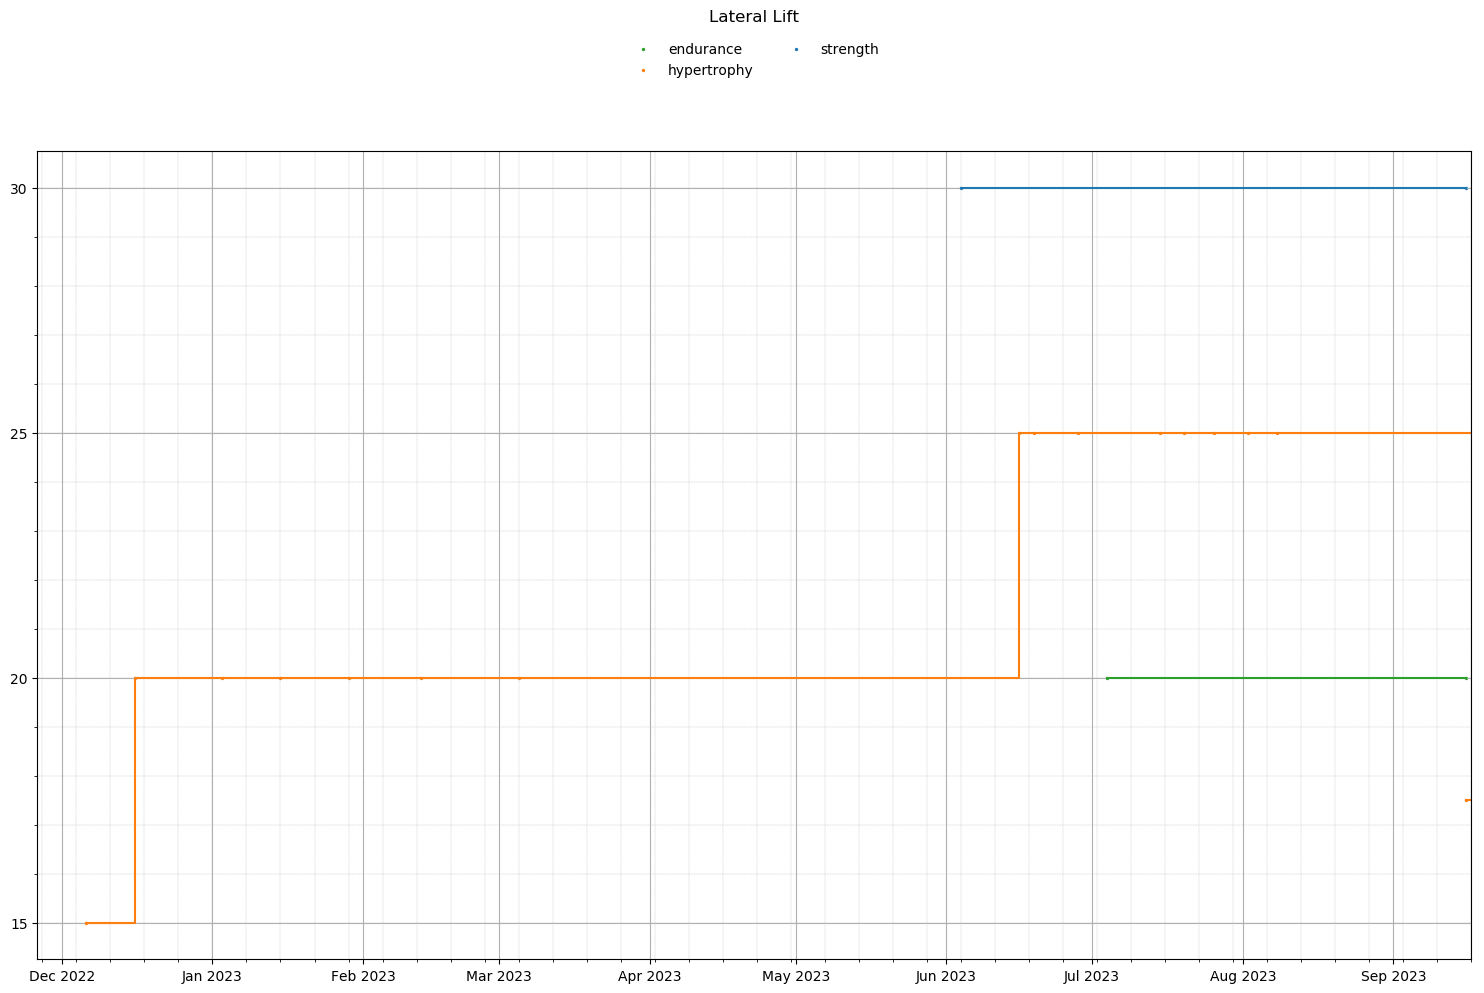 Lateral Lift
endurance
strength
hypertrophy
30
25
20
15
Dec 2022
Jan 2023
Feb 2023
Mar 2023
Apr 2023
May 2023
Jun 2023
Jul 2023
Aug 2023
Sep 2023